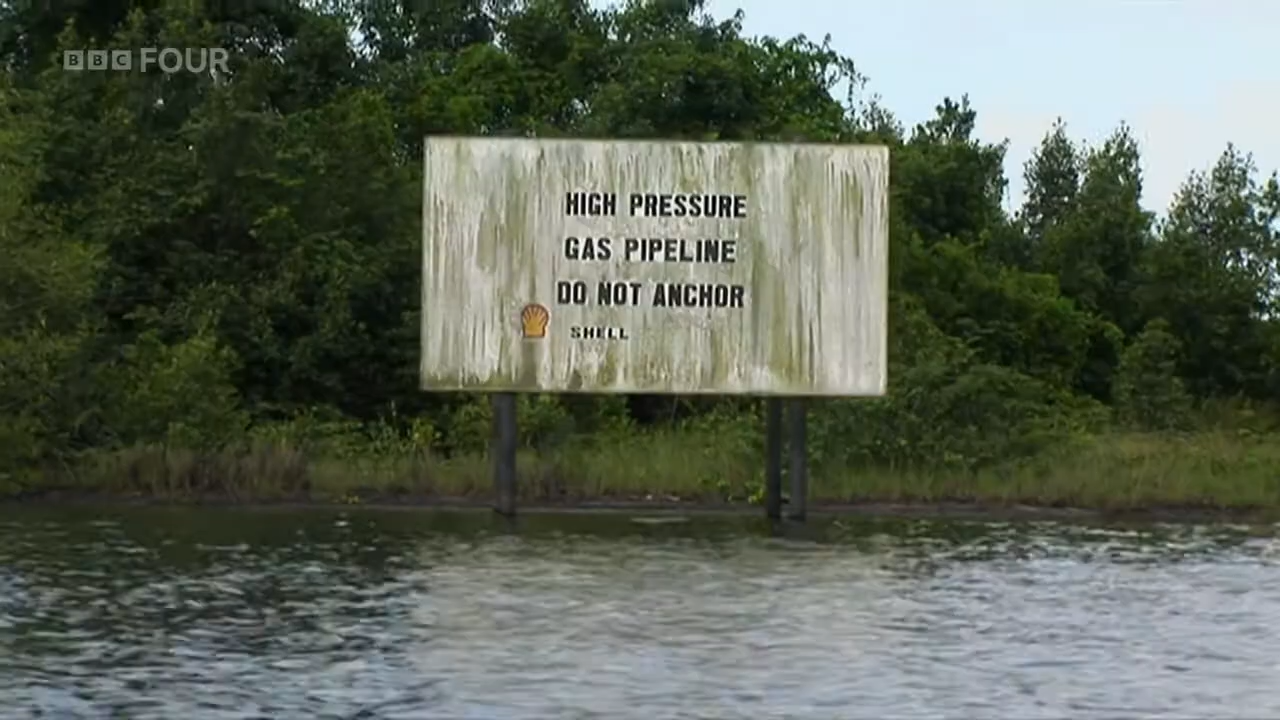 BBC FOUR
HIGH PRESSURE
GAS PIPELINE
DO NOT ANCHOR
SHELL